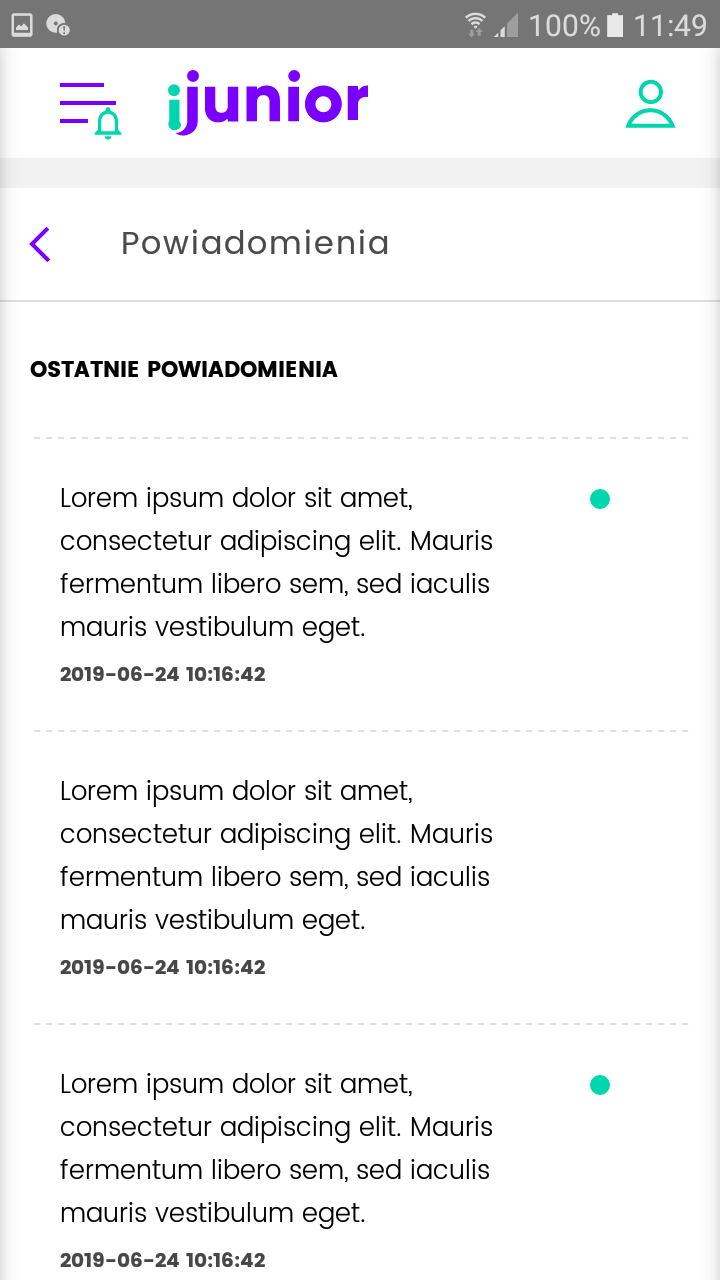 100% 11:49
ijunior
Powiadomienia
OSTATNIE POWIADOMIENIA
Lorem ipsum dolor sit amet,
consectetur adipiscing elit. Mauris
fermentum libero sem, sed iaculis
mauris vestibulum eget.
2019-06-24 10:16:42
Lorem ipsum dolor sit amet,
consectetur adipiscing elit. Mauris
fermentum libero sem, sed iaculis
mauris vestibulum eget.
2019-06-24 10:16:42
Lorem ipsum dolor sit amet,
consectetur adipiscing elit. Mauris
fermentum libero sem, sed iaculis
mauris vestibulum eget.
2019-06-24 10:16:42